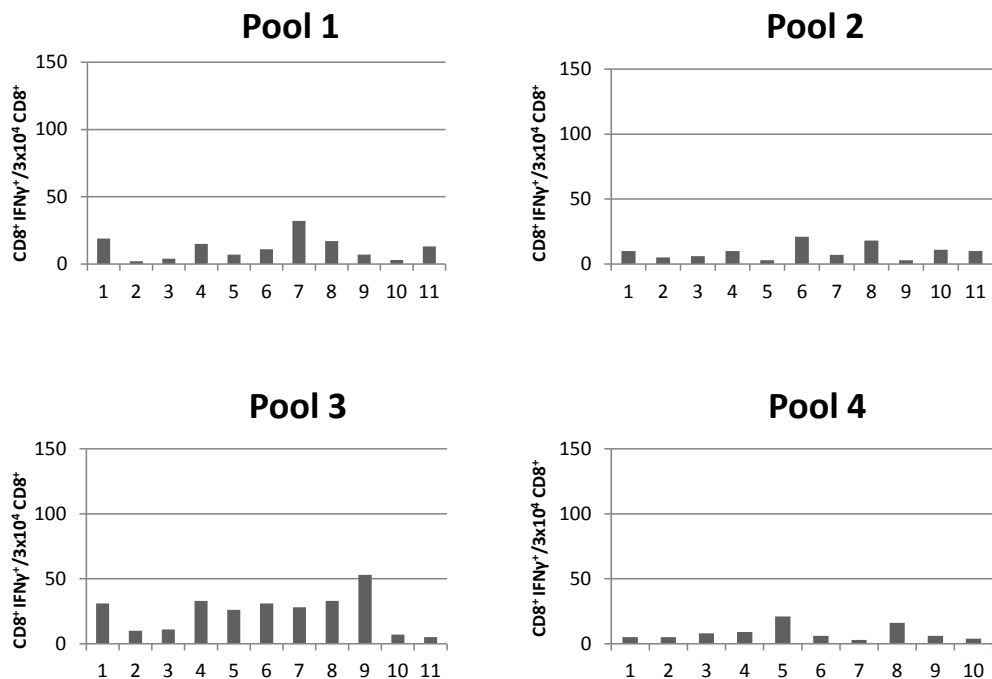 Pool 1
150
100
50
0
CD8⁺ IFNγ⁺/3x10⁴ CD8⁺
1 2 3 4 5 6 7 8 9 10 11
Pool 2
150
100
50
0
CD8⁺ IFNγ⁺/3x10⁴ CD8⁺
1 2 3 4 5 6 7 8 9 10 11
Pool 3
150
100
50
0
CD8⁺ IFNγ⁺/3x10⁴ CD8⁺
1 2 3 4 5 6 7 8 9 10 11
Pool 4
150
100
50
0
CD8⁺ IFNγ⁺/3x10⁴ CD8⁺
1 2 3 4 5 6 7 8 9 10